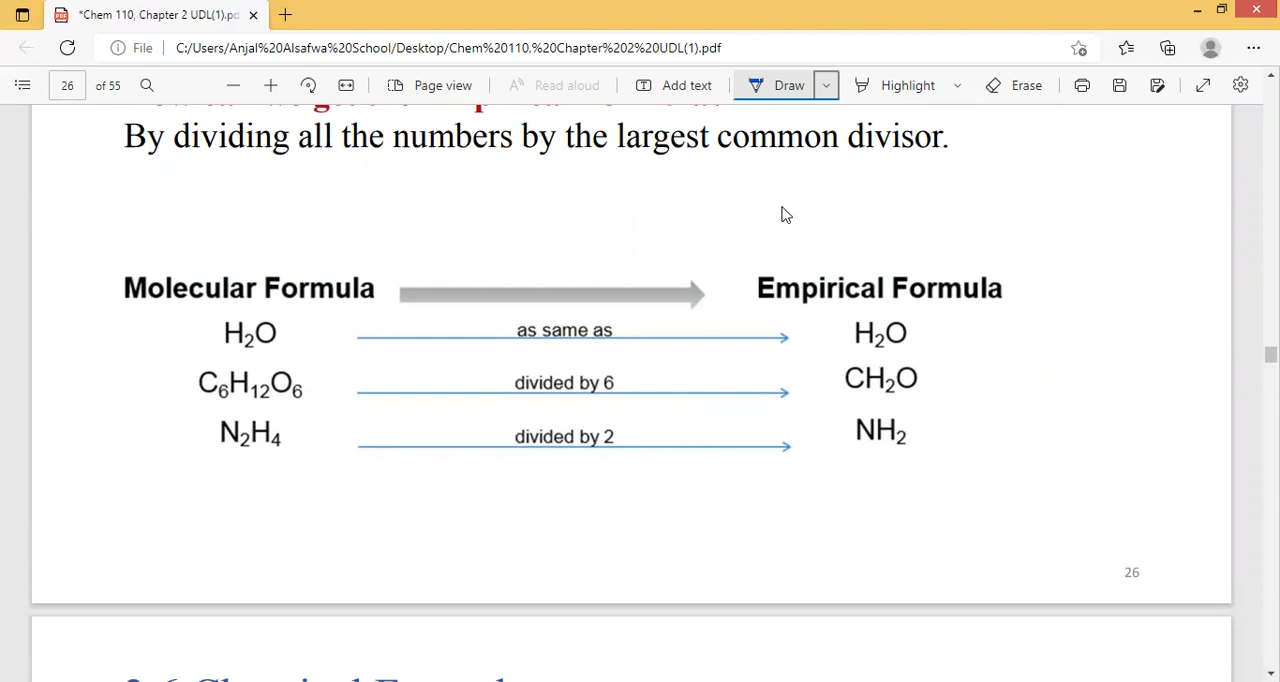 *Chem 110, Chapter 2 UDL(1).pd
File C:/Users/Anjal%20Alsafwa%20School/Desktop/Chem%20110,%20Chapter%202%20UDL(1).pdf
26 of 55 Page view Read aloud Add text Draw Highlight Erase
By dividing all the numbers by the largest common divisor.
Molecular Formula Empirical Formula
H₂O as same as H₂O
C₆H₁₂O₆ divided by 6 CH₂O
N₂H₄ divided by 2 NH₂
26